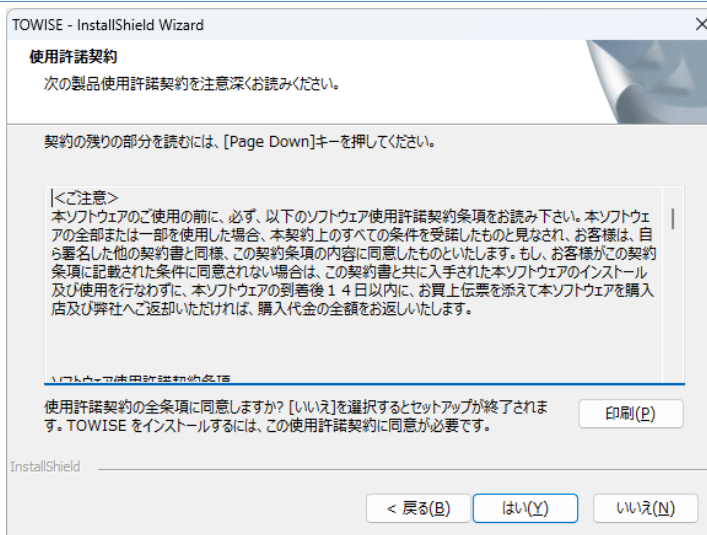 TOWISE - InstallShield Wizard
使用許諾契約
次の製品使用許諾契約を注意深くお読みください。
契約の残りの部分を読むには、[Page Down]キーを押してください。
<ご注意>
本ソフトウェアのご使用の前に、必ず、以下のソフトウェア使用許諾契約条項をお読み下さい。本ソフトウェ
アの全部または一部を使用した場合、本契約上のすべての条件を受諾したものと見なされ、お客様は、自
ら署名した他の契約書と同様、この契約条項の内容に同意したものといたします。もし、お客様がこの契約
条項に記載された条件に同意されない場合は、この契約書と共に入手された本ソフトウェアのインストール
及び使用を行なわずに、本ソフトウェアの到着後１４日以内に、お買上伝票を添えて本ソフトウェアを購入
店及び弊社へご返却いただければ、購入代金の全額をお返しいたします。
ソフトウェア使用許諾契約条項
使用許諾契約の全条項に同意しますか? [いいえ]を選択するとセットアップが終了されま
す。TOWISE をインストールするには、この使用許諾契約に同意が必要です。
印刷(P)
InstallShield
< 戻る(B)
はい(Y)
いいえ(N)